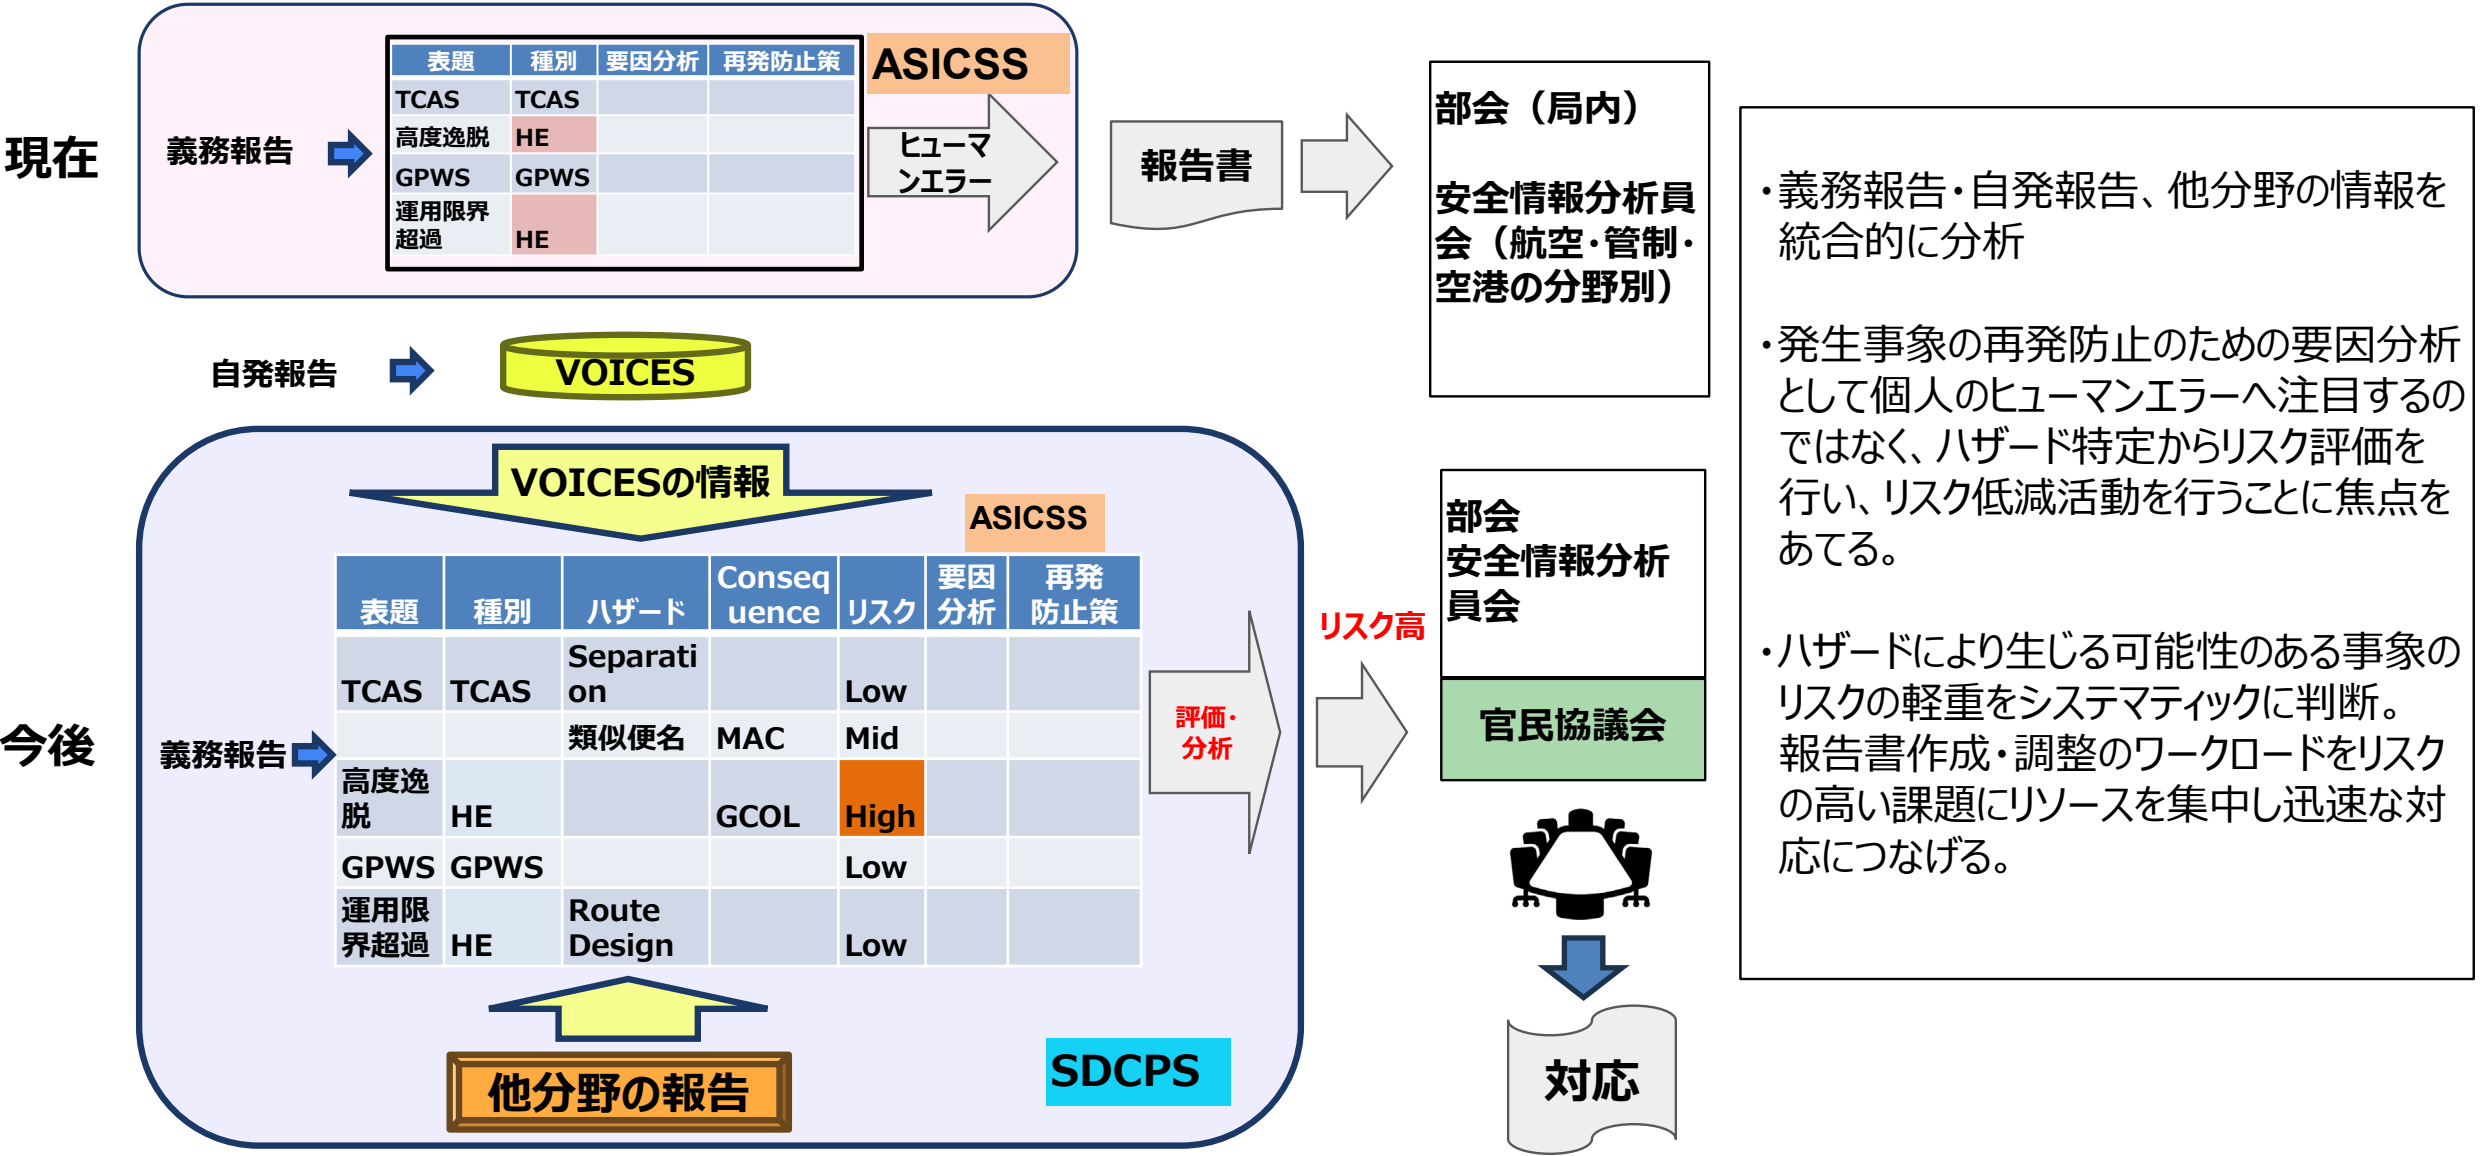 現在
義務報告
表題 種別 要因分析 再発防止策
TCAS TCAS
高度逸脱 HE
GPWS GPWS
運用限界
超過 HE
ASICSS
ヒューマ
ンエラー
報告書
部会（局内）
安全情報分析員
会（航空・管制・
空港の分野別）
自発報告
VOICES
今後
義務報告
VOICESの情報
ASICSS
表題 種別 ハザード Conseq
uence リスク 要因
分析 再発
防止策
TCAS TCAS Separati
on Low
類似便名 MAC Mid
高度逸
脱 HE GCOL High
GPWS GPWS Low
運用限
界超過 HE Route
Design Low
他分野の報告
SDCPS
評価・
分析
リスク高
部会
安全情報分析
員会
官民協議会
対応
・義務報告・自発報告、他分野の情報を
統合的に分析
・発生事象の再発防止のための要因分析
として個人のヒューマンエラーへ注目するの
ではなく、ハザード特定からリスク評価を
行い、リスク低減活動を行うことに焦点を
あてる。
・ハザードにより生じる可能性のある事象の
リスクの軽重をシステマティックに判断。
報告書作成・調整のワークロードをリスク
の高い課題にリソースを集中し迅速な対
応につなげる。